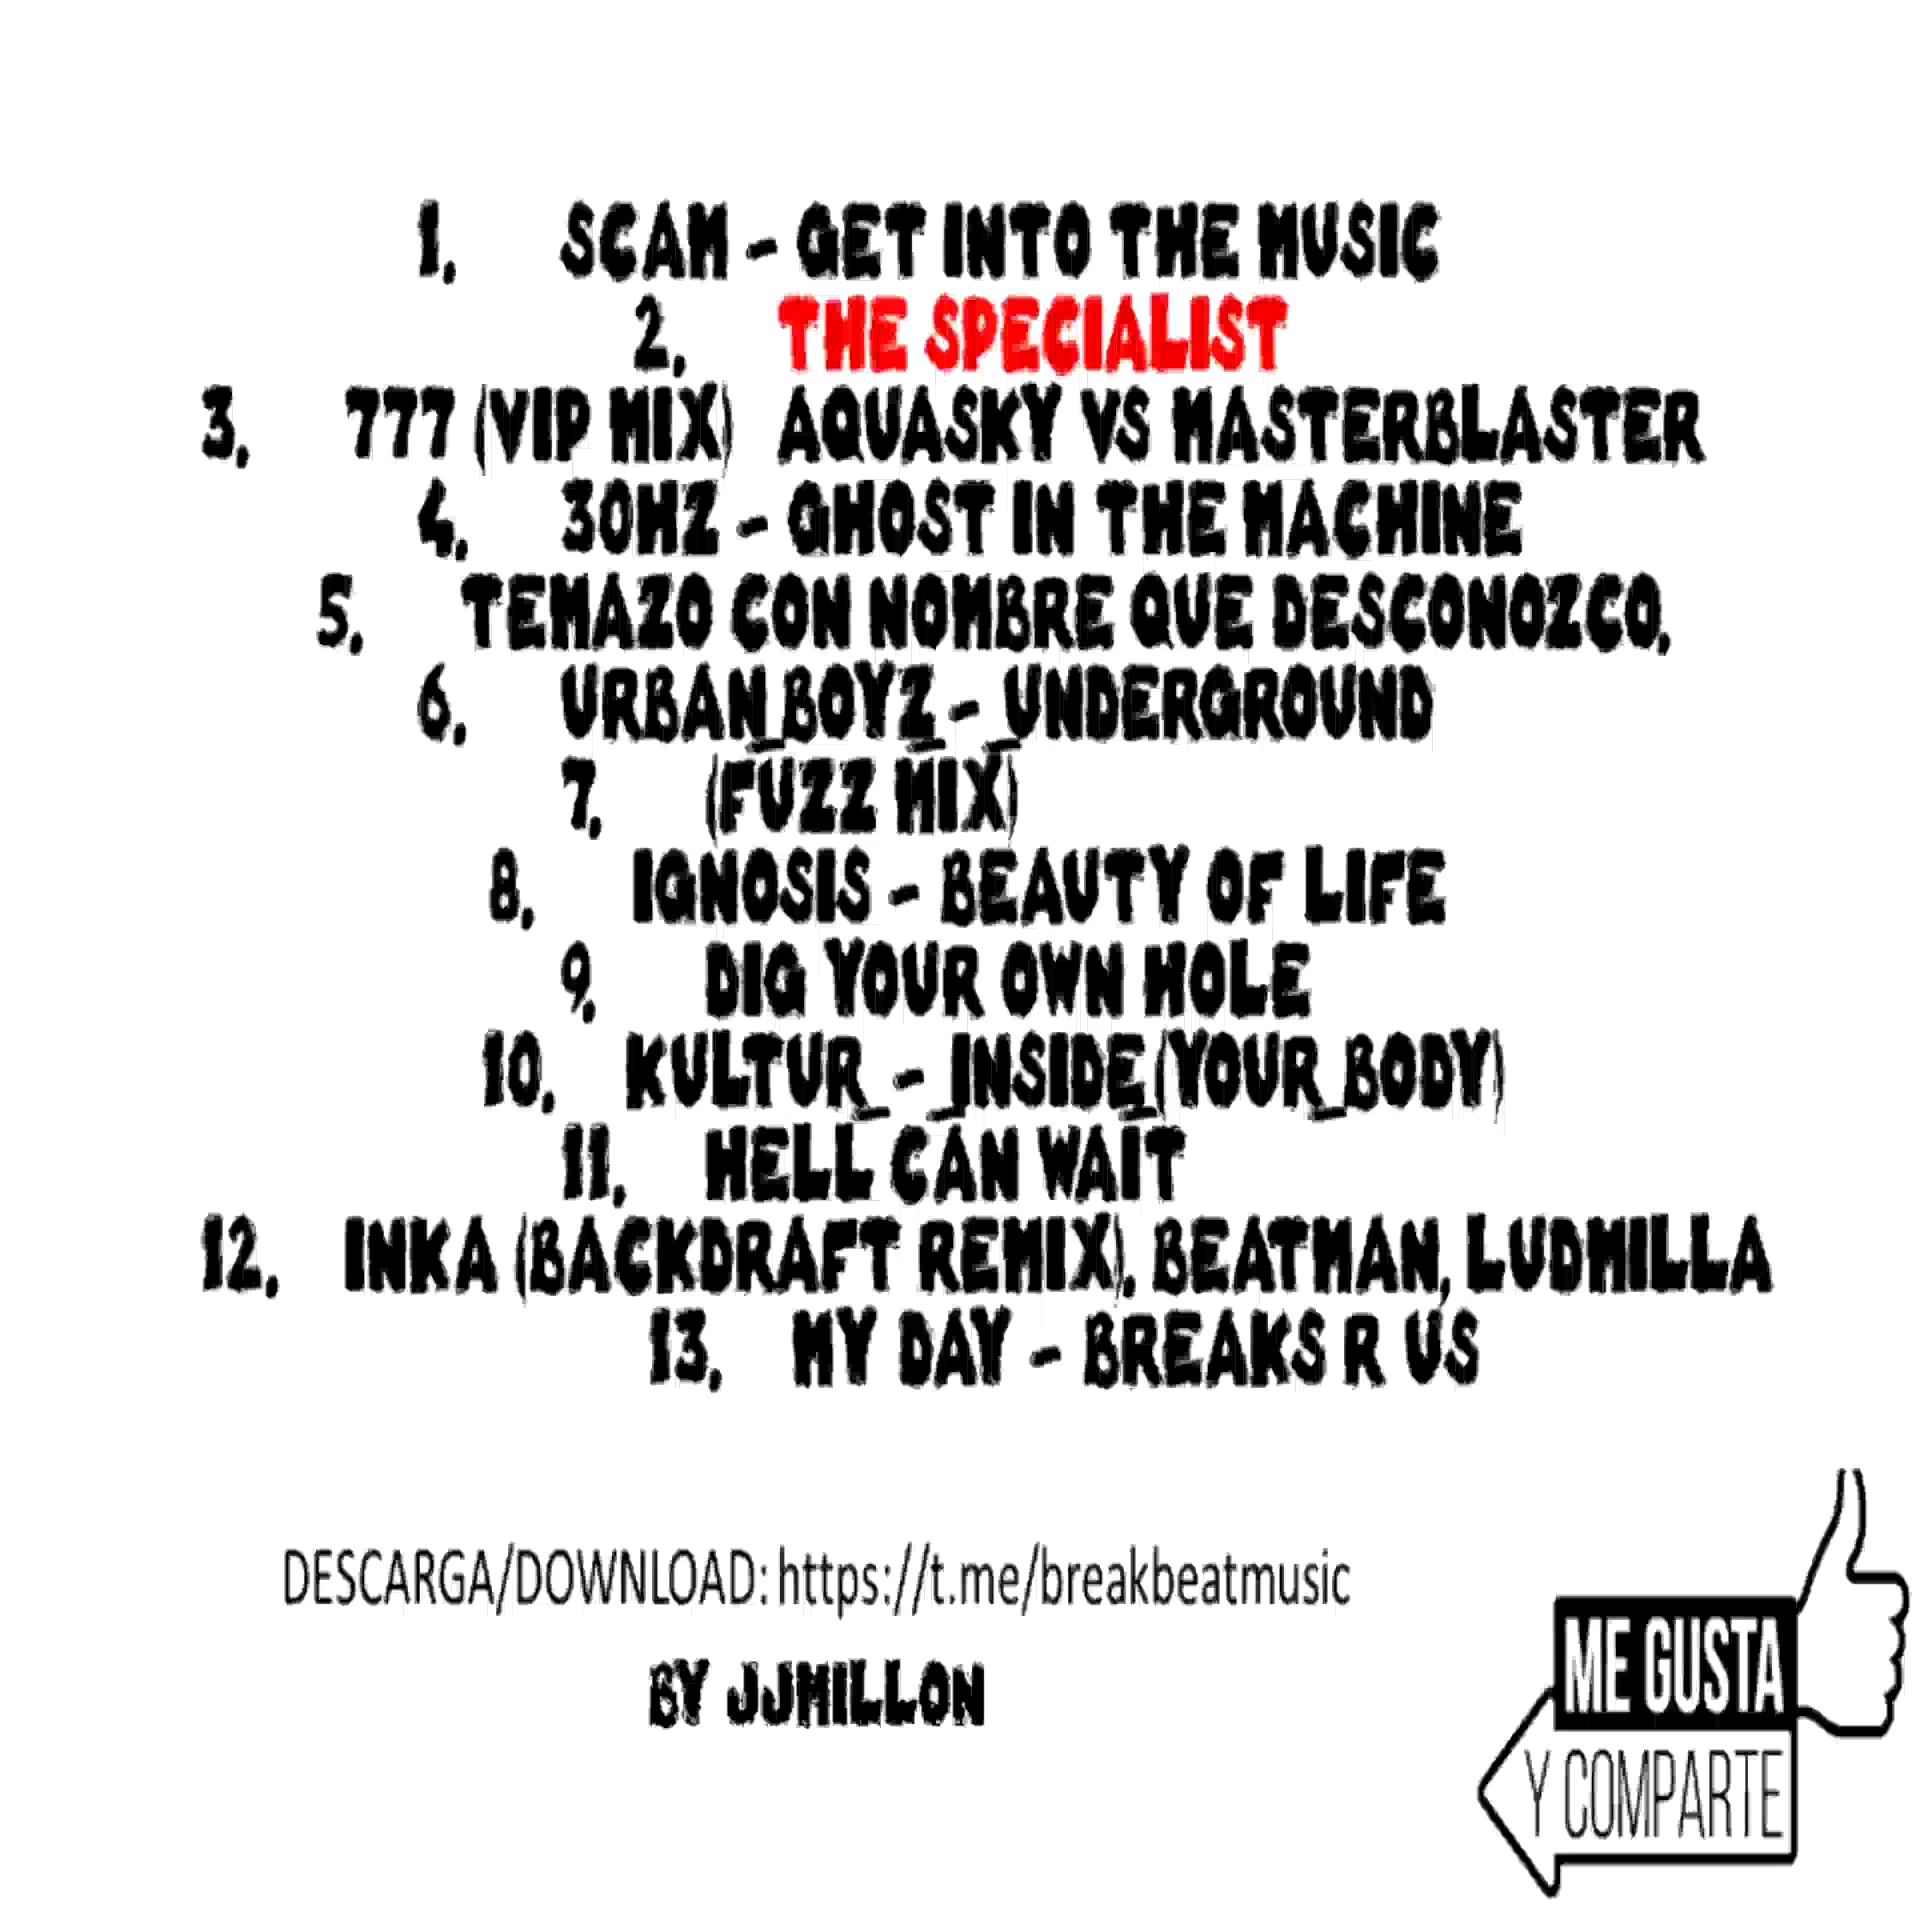 1. SCAM - GET INTO THE MUSIC
2. THE SPECIALIST
3. 777 (VIP MIX) AQUASKY VS MASTERBLASTER
4. 30HZ - GHOST IN THE MACHINE
5. TEMAZO CON NOMBRE QUE DESCONOZCO.
6. URBAN_BOYZ_-_UNDERGROUND
7. (FUZZ MIX)
8. IGNOSIS - BEAUTY OF LIFE
9. DIG YOUR OWN HOLE
10. KULTUR_-_INSIDE_(YOUR_BODY)
11. HELL CAN WAIT
12. INKA (BACKDRAFT REMIX). BEATMAN, LUDMILLA
13. MY DAY - BREAKS R US
DESCARGA/DOWNLOAD: https://t.me/breakbeatmusic
BY JJMILLON
ME GUSTA
Y COMPARTE